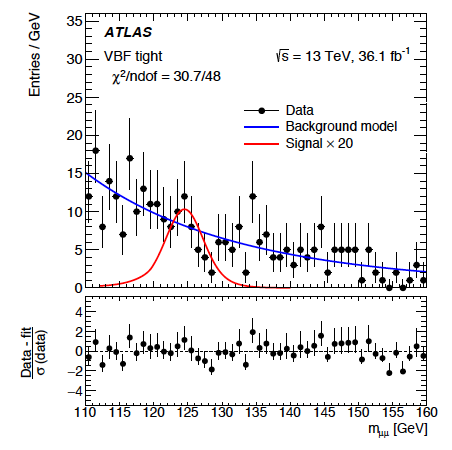 Entries / GeV
35
30
25
20
15
10
5
0
ATLAS
VBF tight
χ²/ndof = 30.7/48
√s = 13 TeV, 36.1 fb⁻¹
Data
Background model
Signal × 20
Data - fit
σ (data)
4
2
0
−2
−4
110 115 120 125 130 135 140 145 150 155 160
mμμ [GeV]